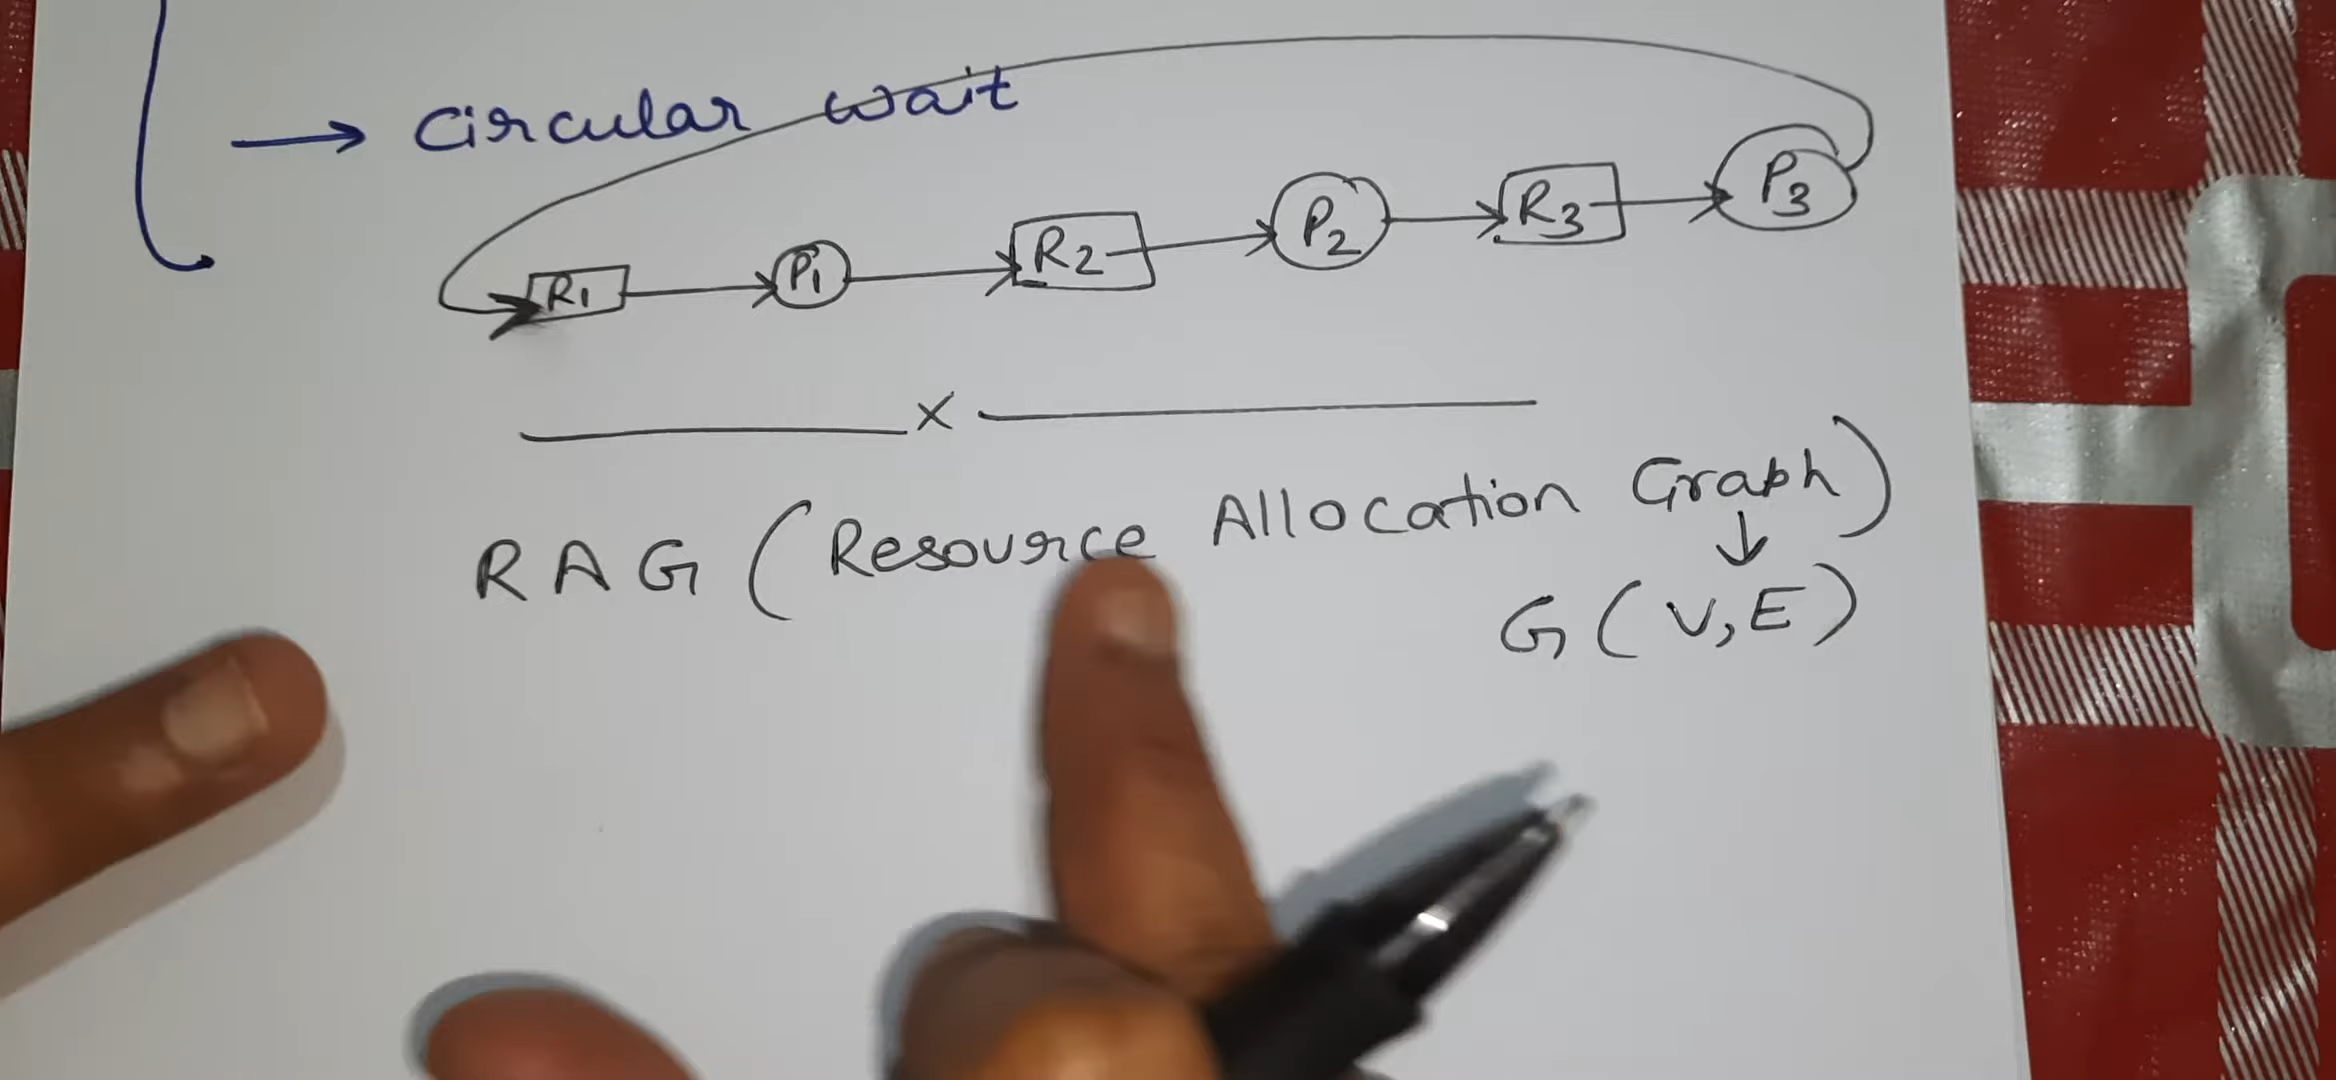 → Circular wait
R1 → P1 → R2 → P2 → R3 → P3
x
RAG (Resource Allocation Graph)
↓
G(V,E)